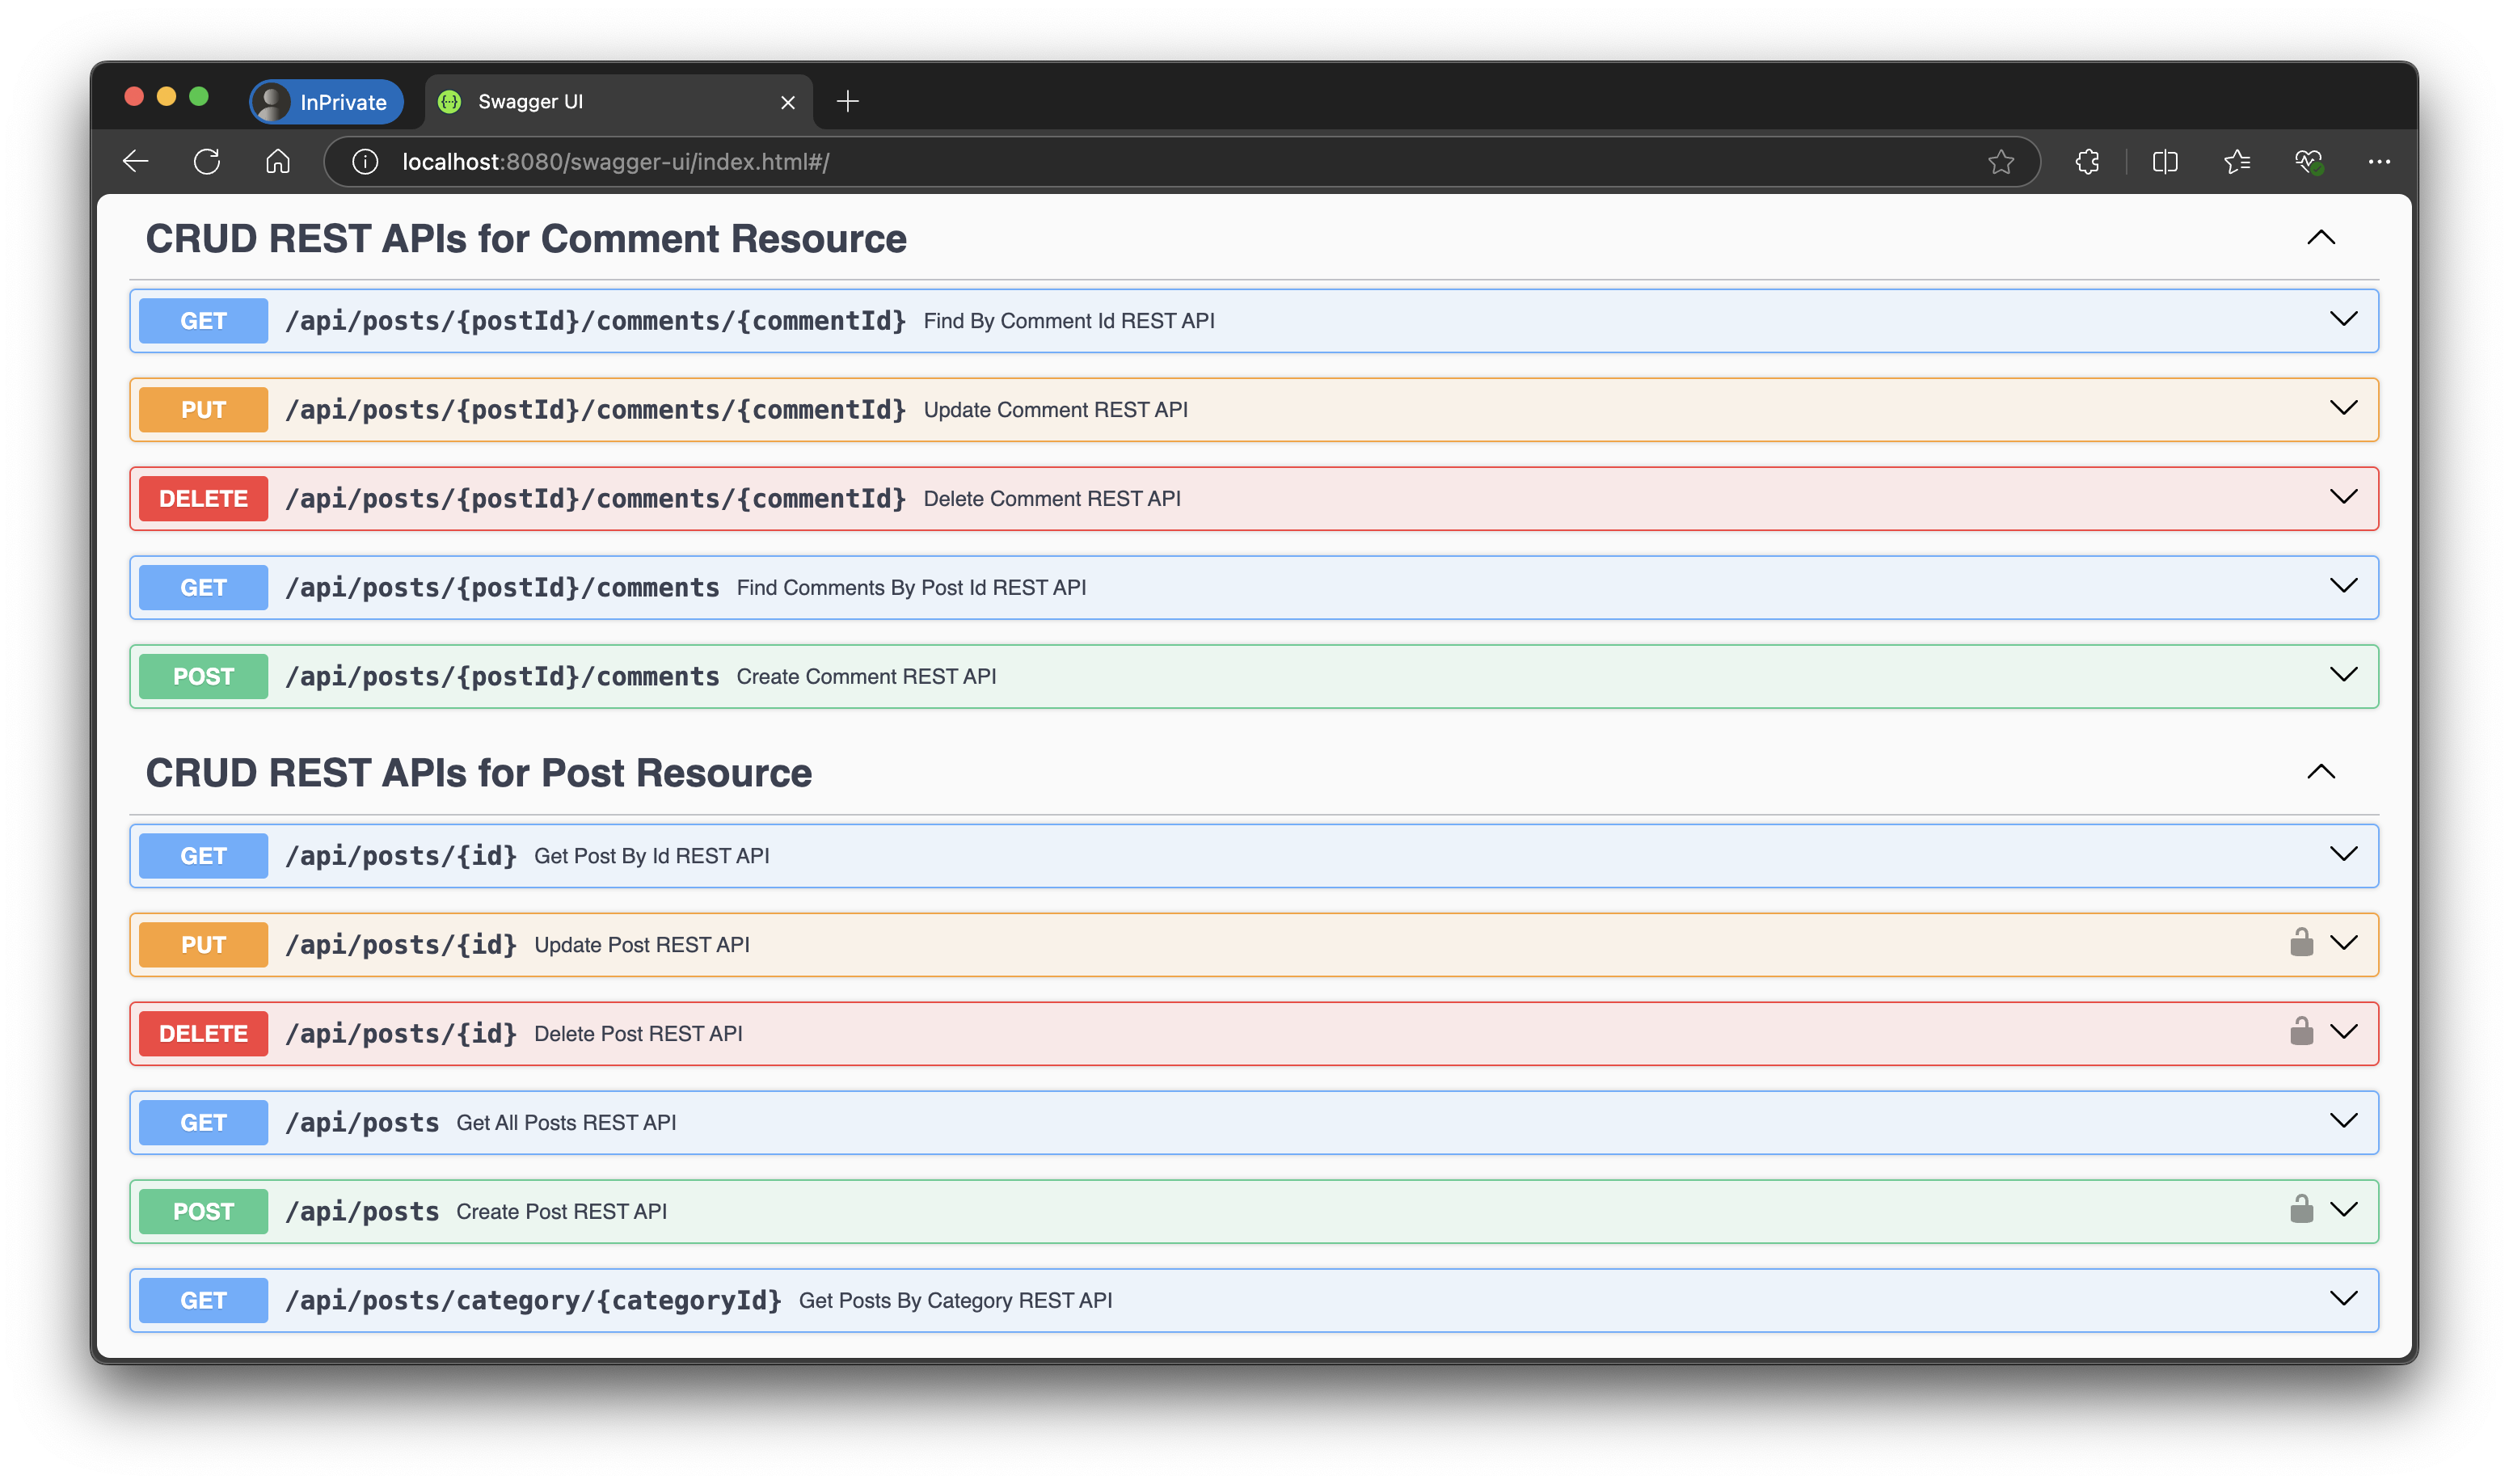 InPrivate
Swagger UI
localhost:8080/swagger-ui/index.html#/
CRUD REST APIs for Comment Resource
GET /api/posts/{postId}/comments/{commentId} Find By Comment Id REST API
PUT /api/posts/{postId}/comments/{commentId} Update Comment REST API
DELETE /api/posts/{postId}/comments/{commentId} Delete Comment REST API
GET /api/posts/{postId}/comments Find Comments By Post Id REST API
POST /api/posts/{postId}/comments Create Comment REST API
CRUD REST APIs for Post Resource
GET /api/posts/{id} Get Post By Id REST API
PUT /api/posts/{id} Update Post REST API
DELETE /api/posts/{id} Delete Post REST API
GET /api/posts Get All Posts REST API
POST /api/posts Create Post REST API
GET /api/posts/category/{categoryId} Get Posts By Category REST API